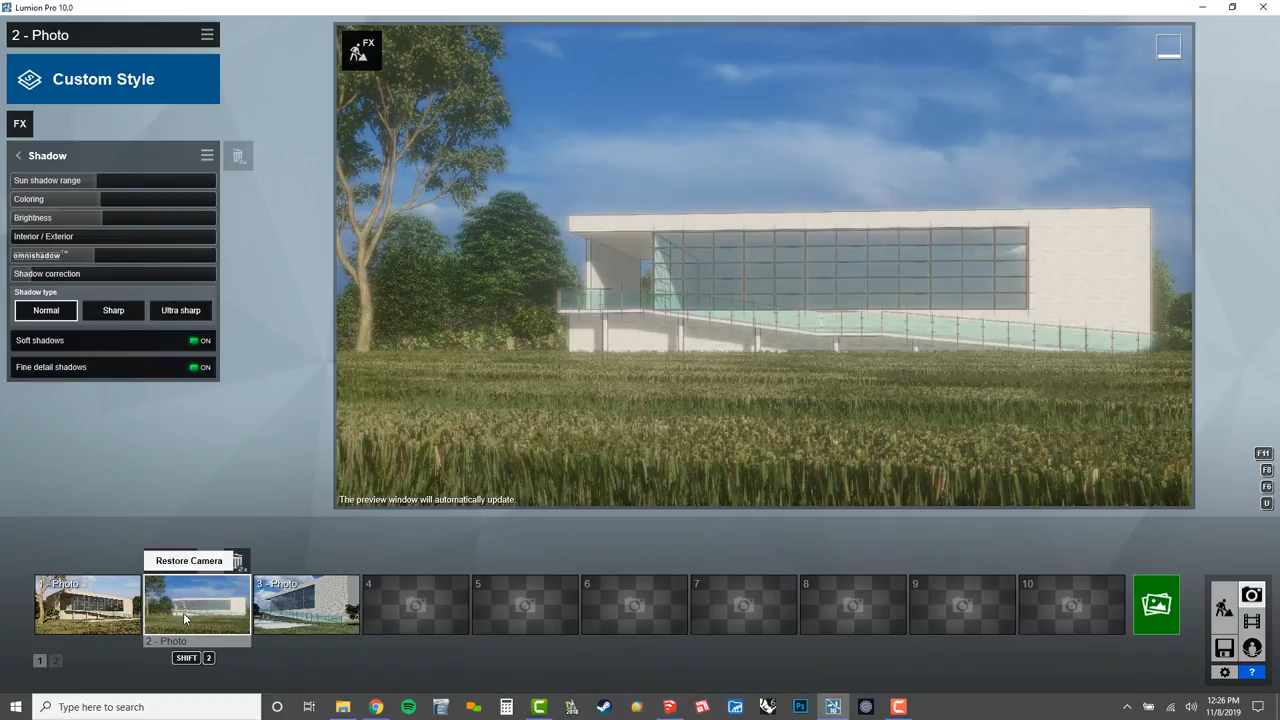 Lumion Pro 10.0
2 - Photo
Custom Style
FX
Shadow
Sun shadow range
Coloring
Brightness
Interior / Exterior
omnishadow™
Shadow correction
Shadow type
Normal
Sharp
Ultra sharp
Soft shadows
ON
Fine detail shadows
ON
FX
The preview window will automatically update.
F11
F8
F6
U
Restore Camera
1 - Photo
2 - Photo
3 - Photo
4
5
6
7
8
9
10
SHIFT
2
1
2
?
Type here to search
12:26 PM
11/8/2019